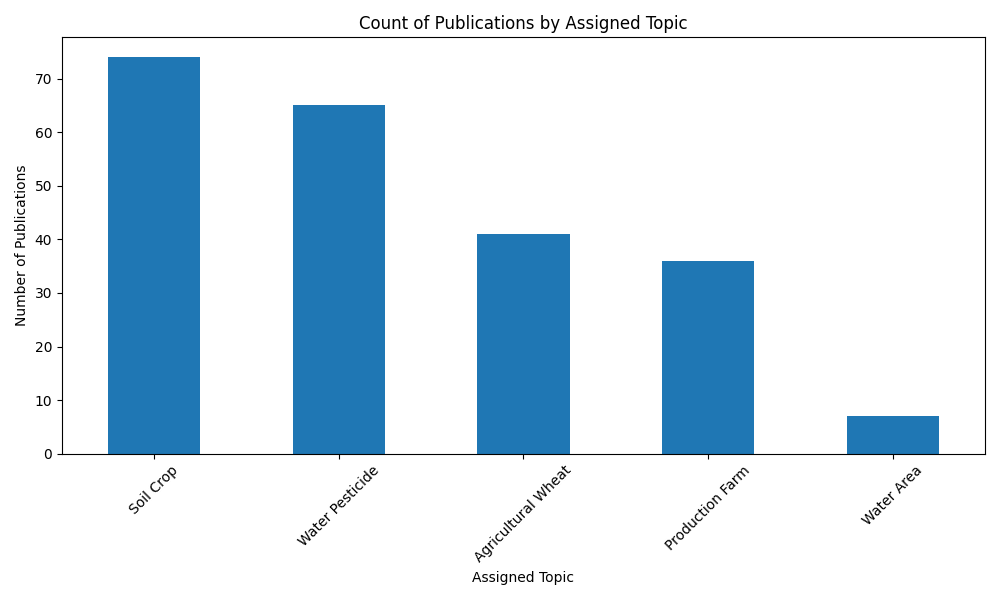 Count of Publications by Assigned Topic
Number of Publications
70
60
50
40
30
20
10
0
Soil Crop
Water Pesticide
Agricultural Wheat
Production Farm
Water Area
Assigned Topic